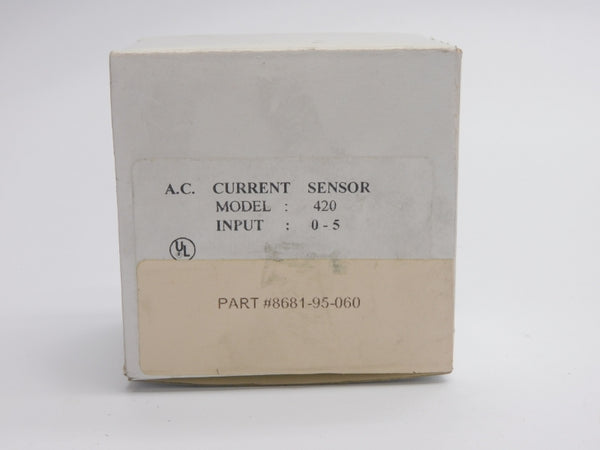 A.C. CURRENT SENSOR
MODEL : 420
INPUT : 0 - 5
UL
PART #8681-95-060